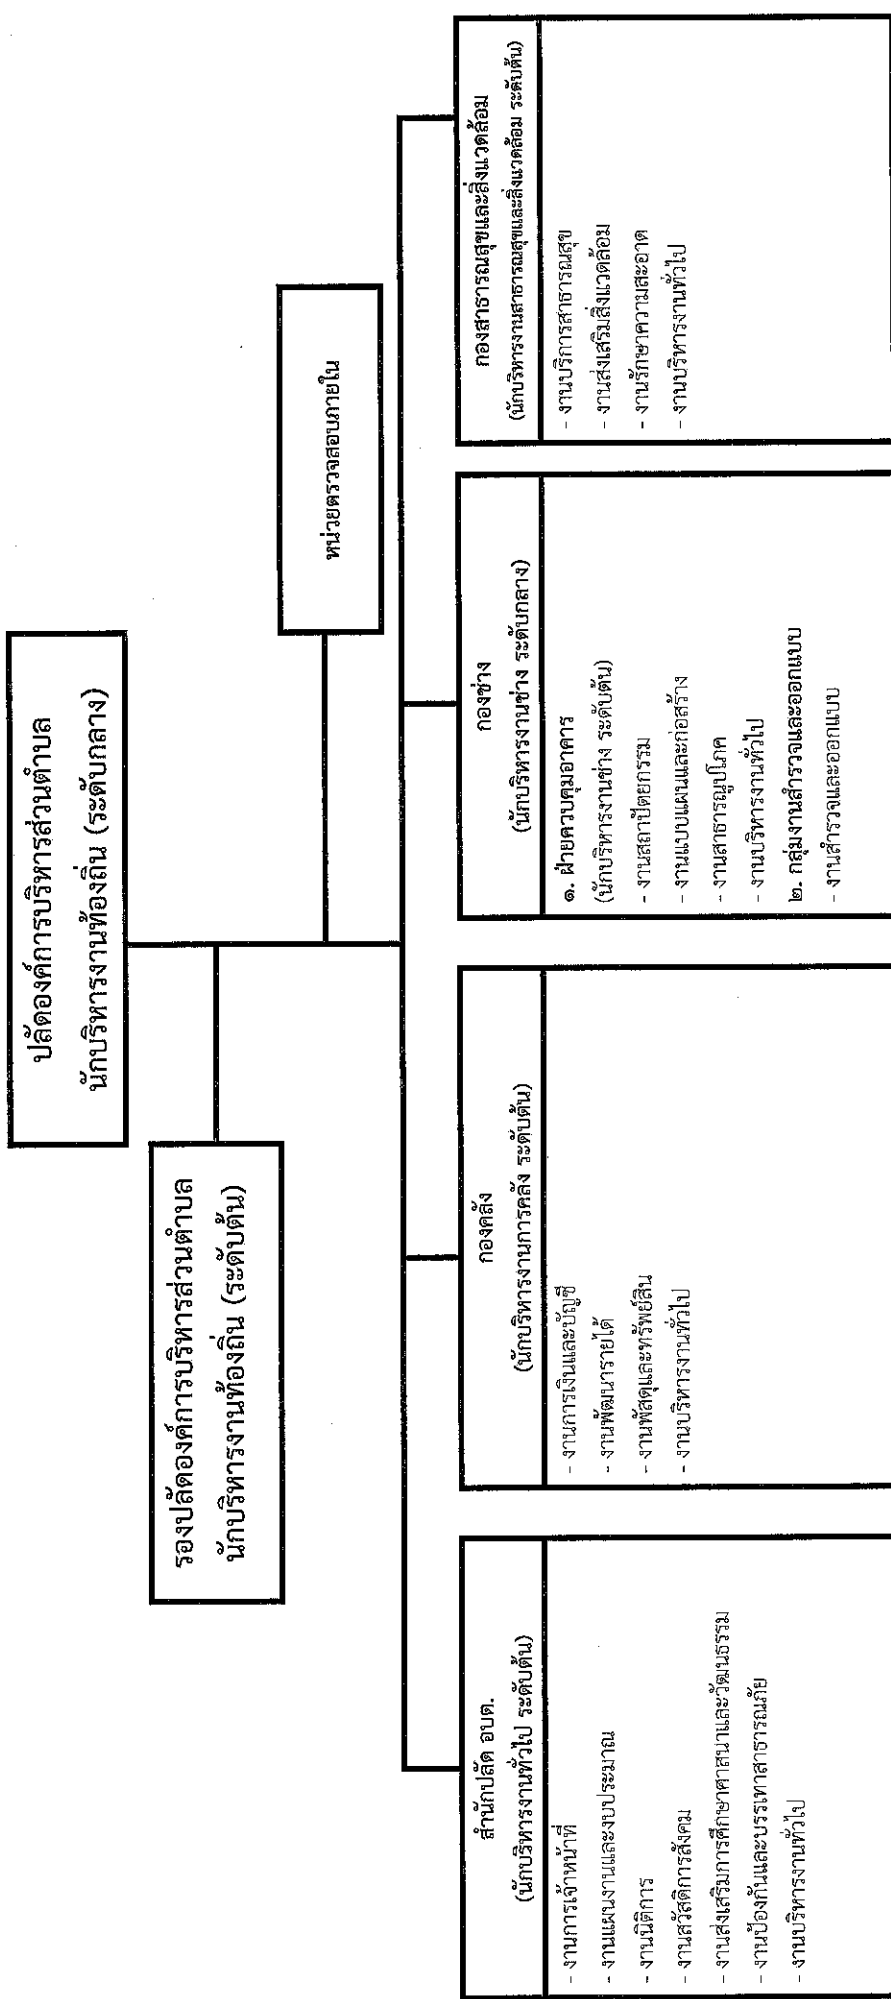 ปลัดองค์การบริหารส่วนตำบล
นักบริหารงานท้องถิ่น (ระดับกลาง)
รองปลัดองค์การบริหารส่วนตำบล
นักบริหารงานท้องถิ่น (ระดับต้น)
หน่วยตรวจสอบภายใน
สำนักปลัด อบต.
(นักบริหารงานทั่วไป ระดับต้น)
- งานการเจ้าหน้าที่
- งานแผนงานและงบประมาณ
- งานนิติการ
- งานสวัสดิการสังคม
- งานส่งเสริมการศึกษาศาสนาและวัฒนธรรม
- งานป้องกันและบรรเทาสาธารณภัย
- งานบริหารงานทั่วไป
กองคลัง
(นักบริหารงานการคลัง ระดับต้น)
- งานการเงินและบัญชี
- งานพัฒนารายได้
- งานพัสดุและทรัพย์สิน
- งานบริหารงานทั่วไป
กองช่าง
(นักบริหารงานช่าง ระดับกลาง)
๑. ฝ่ายควบคุมอาคาร
(นักบริหารงานช่าง ระดับต้น)
- งานสถาปัตยกรรม
- งานแบบแผนและก่อสร้าง
- งานสาธารณูปโภค
- งานบริหารงานทั่วไป
๒. กลุ่มงานสำรวจและออกแบบ
- งานสำรวจและออกแบบ
กองสาธารณสุขและสิ่งแวดล้อม
(นักบริหารงานสาธารณสุขและสิ่งแวดล้อม ระดับต้น)
- งานบริการสาธารณสุข
- งานส่งเสริมสิ่งแวดล้อม
- งานรักษาความสะอาด
- งานบริหารงานทั่วไป